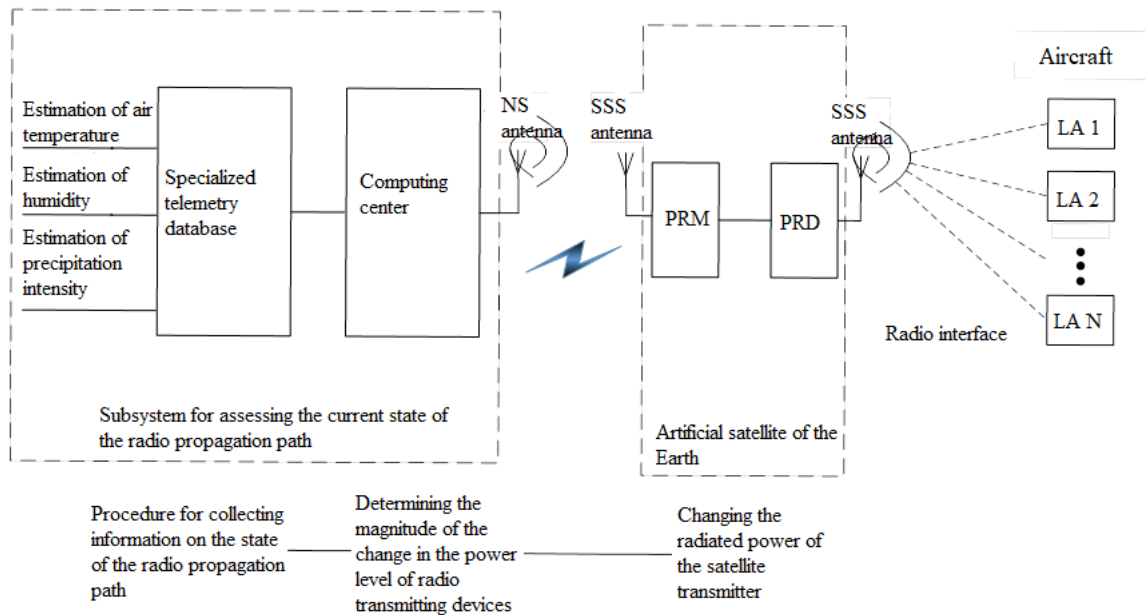 Estimation of air
temperature
Estimation of
humidity
Estimation of
precipitation
intensity
Specialized
telemetry
database
Computing
center
NS
antenna
SSS
antenna
PRM
PRD
SSS
antenna
Aircraft
LA 1
LA 2
LA N
Radio interface
Subsystem for assessing the current state of
the radio propagation path
Artificial satellite of the
Earth
Procedure for collecting
information on the state
of the radio propagation
path
Determining the
magnitude of the
change in the power
level of radio
transmitting devices
Changing the
radiated power of
the satellite
transmitter